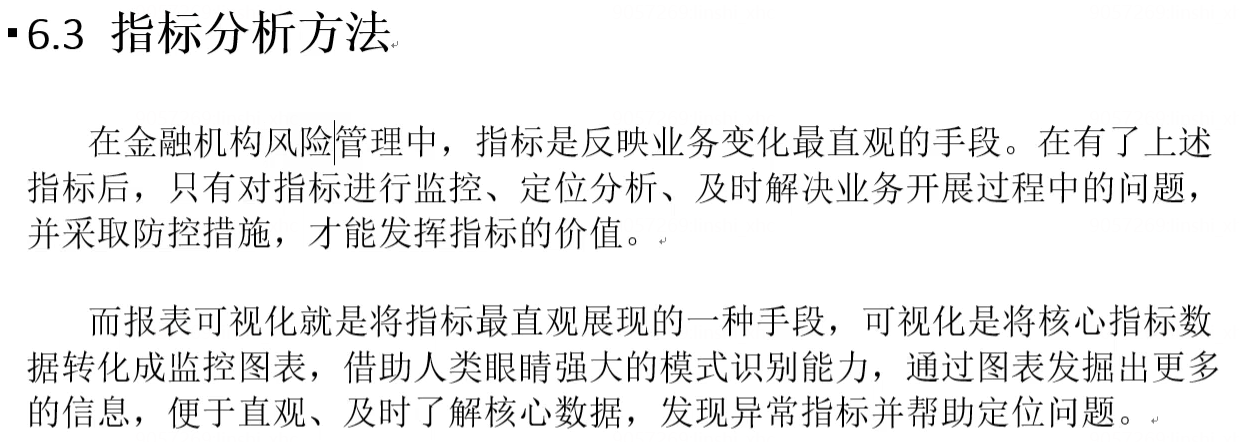 6.3 指标分析方法
在金融机构风险管理中，指标是反映业务变化最直观的手段。在有了上述
指标后，只有对指标进行监控、定位分析、及时解决业务开展过程中的问题，
并采取防控措施，才能发挥指标的价值。
而报表可视化就是将指标最直观展现的一种手段，可视化是将核心指标数
据转化成监控图表，借助人类眼睛强大的模式识别能力，通过图表发掘出更多
的信息，便于直观、及时了解核心数据，发现异常指标并帮助定位问题。